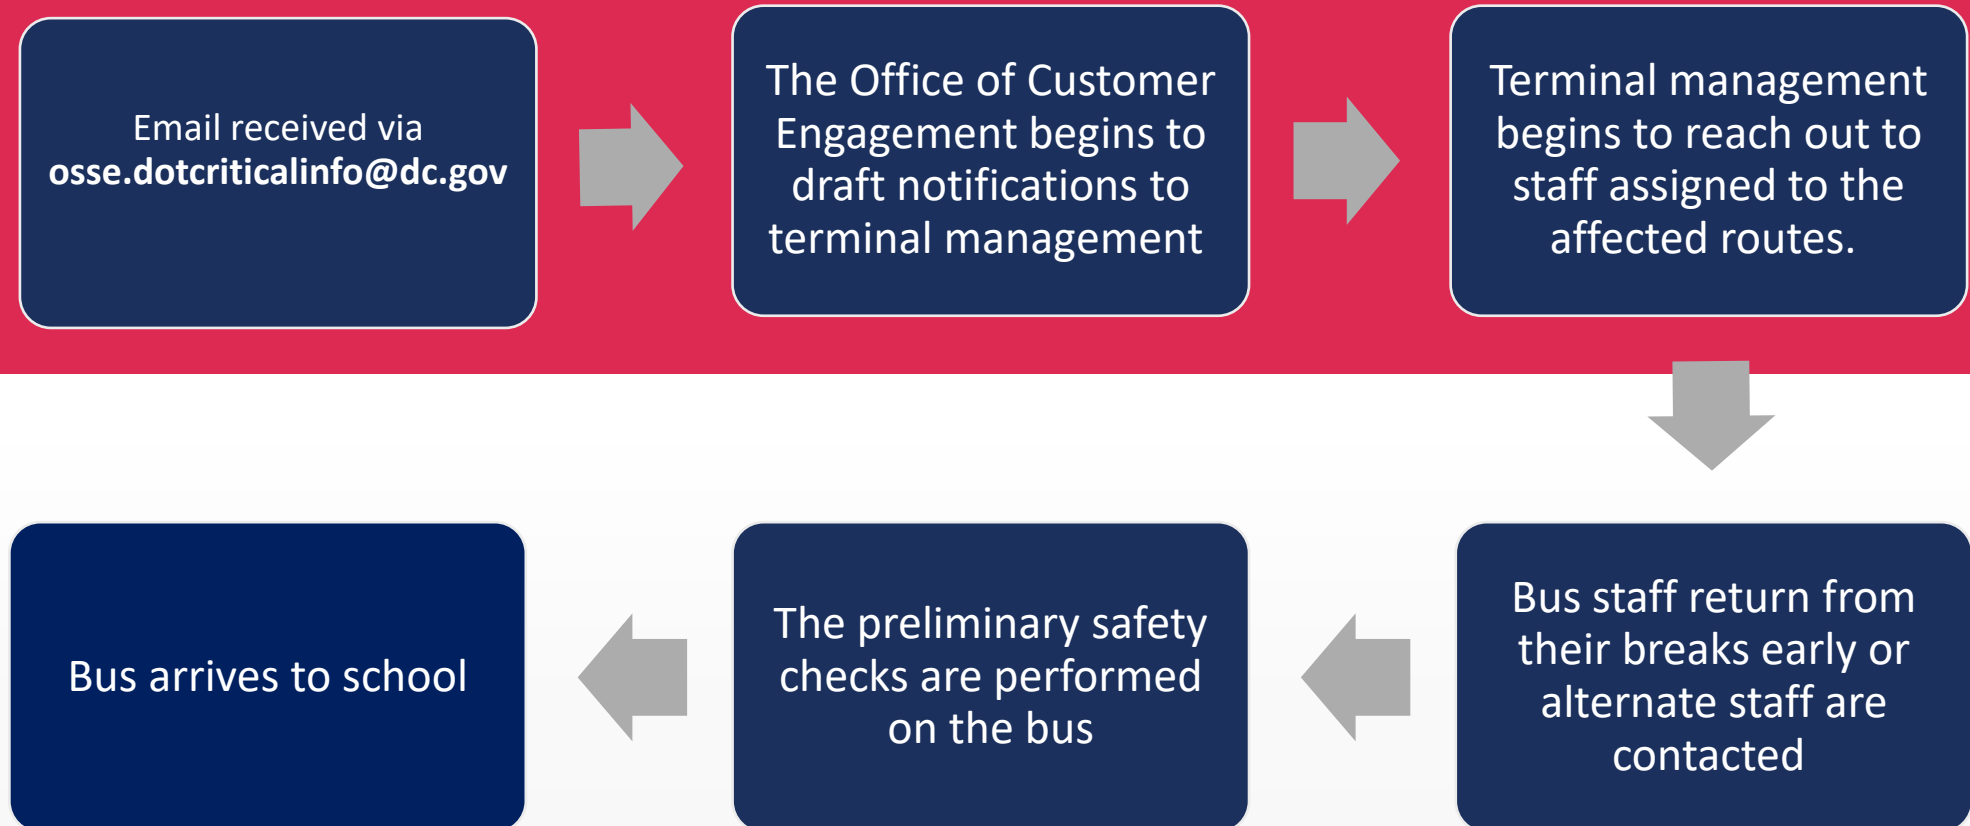 Email received via
osse.dotcriticalinfo@dc.gov
The Office of Customer
Engagement begins to
draft notifications to
terminal management
Terminal management
begins to reach out to
staff assigned to the
affected routes.
Bus staff return from
their breaks early or
alternate staff are
contacted
The preliminary safety
checks are performed
on the bus
Bus arrives to school